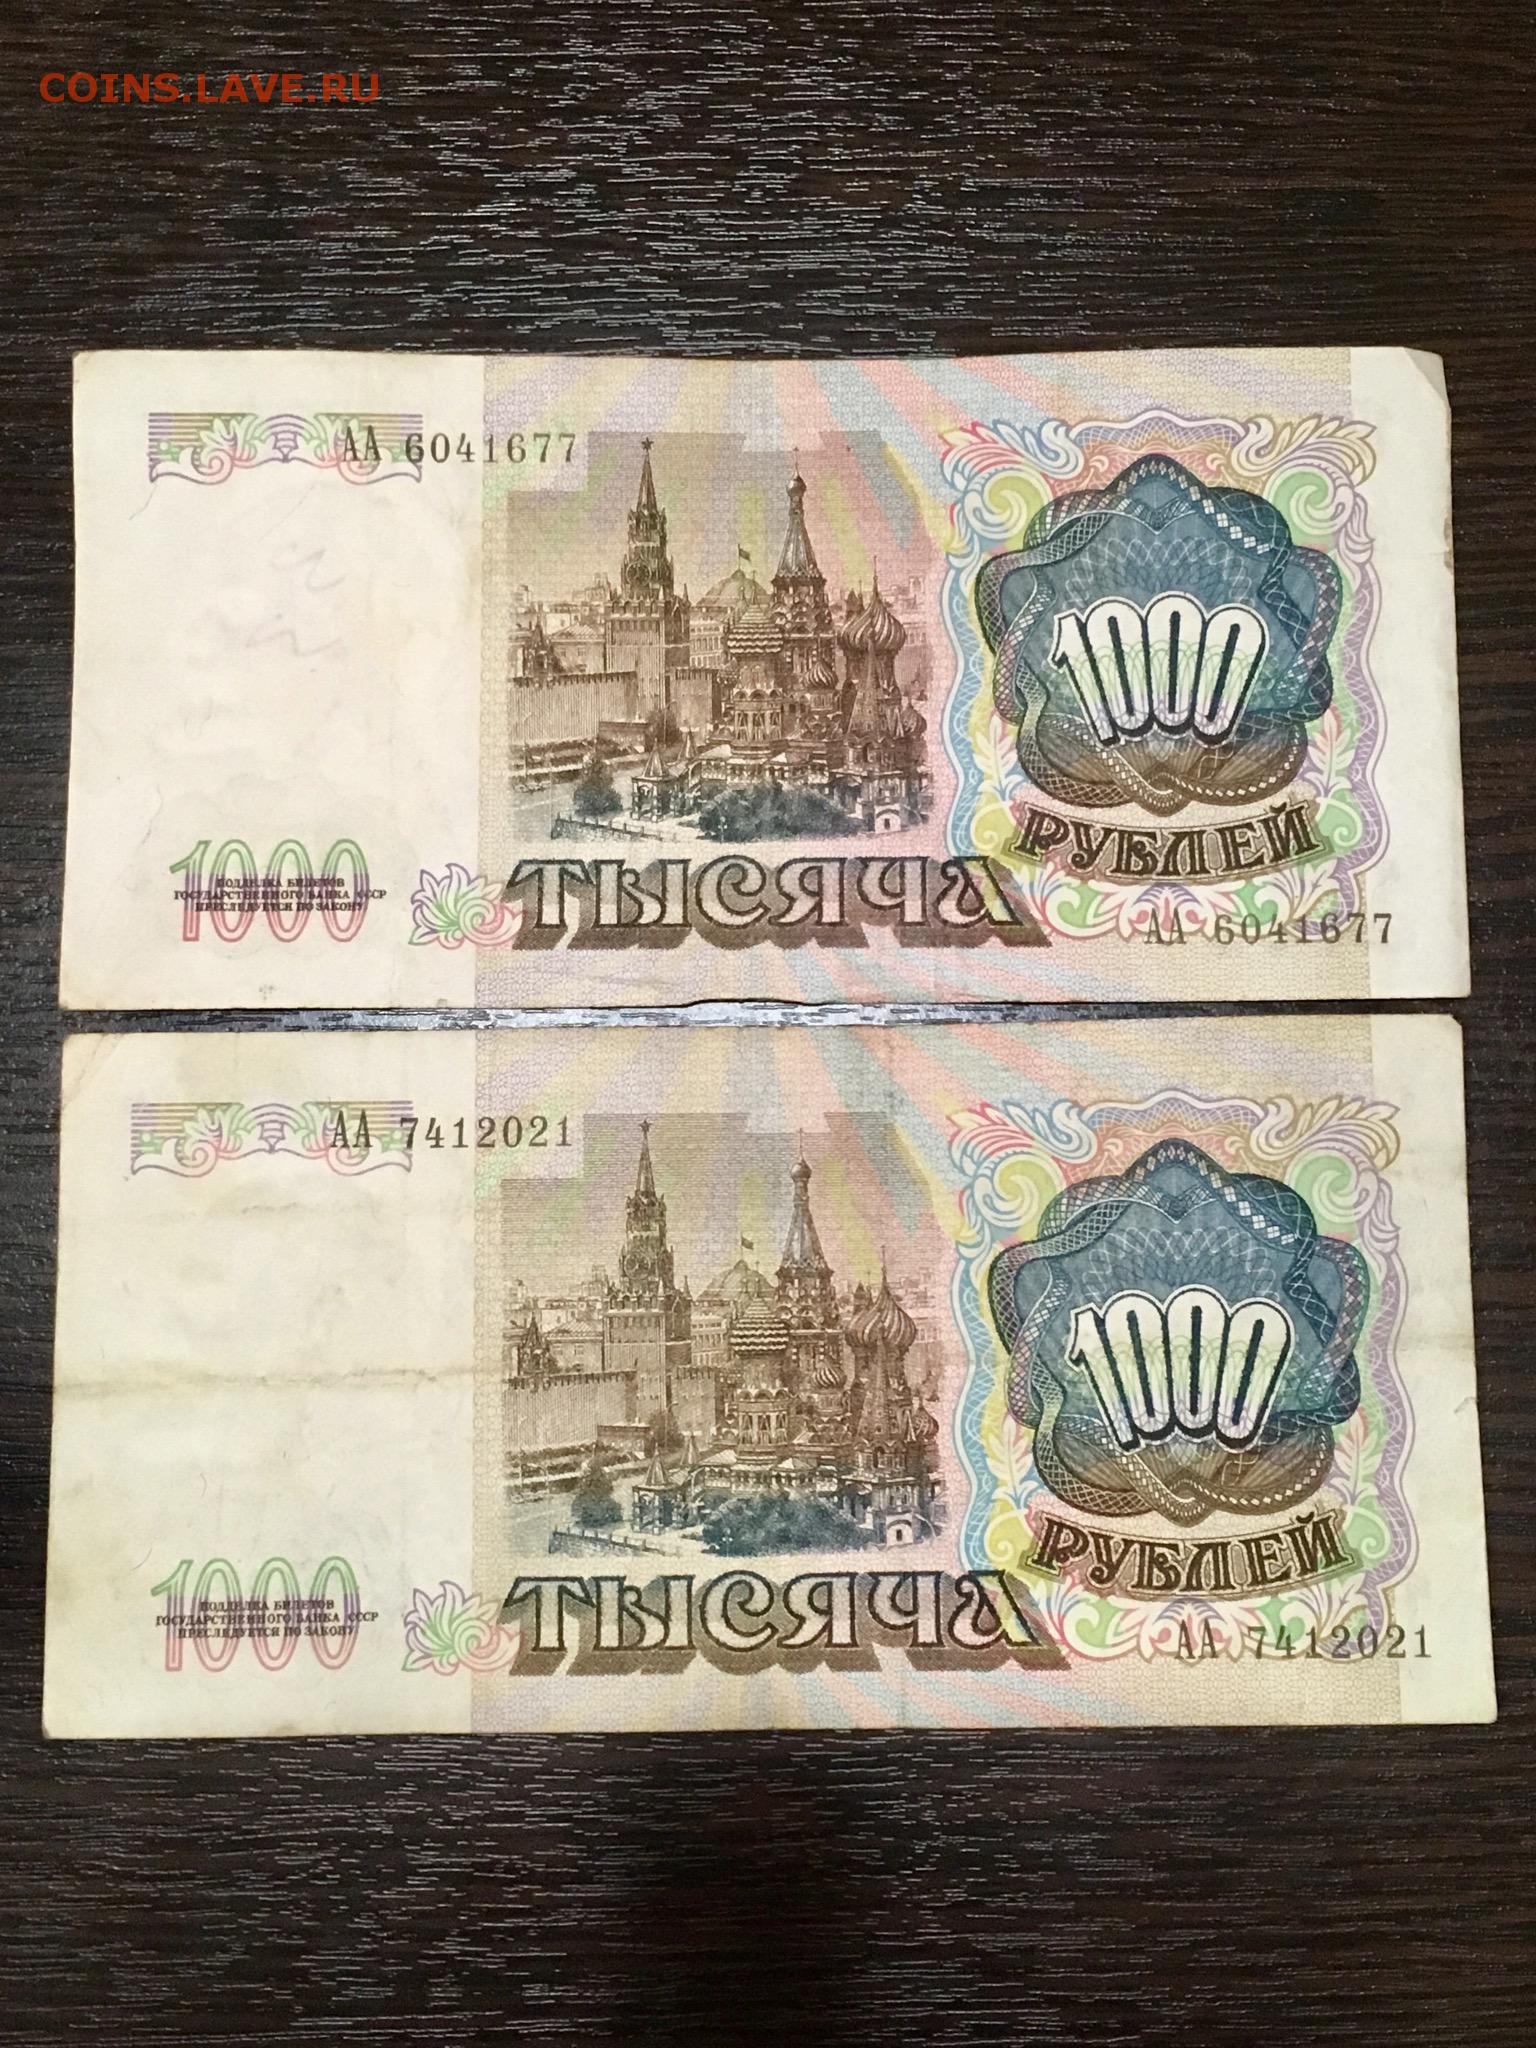 COINS.LAVE.RU
АА 6041677
1000
1000
ПОДДЕЛКА БИЛЕТОВ
ГОСУДАРСТВЕННОГО БАНКА СССР
ПРЕСЛЕДУЕТСЯ ПО ЗАКОНУ
РУБЛЕЙ
ТЫСЯЧА
АА 6041677
АА 7412021
1000
1000
ПОДДЕЛКА БИЛЕТОВ
ГОСУДАРСТВЕННОГО БАНКА СССР
ПРЕСЛЕДУЕТСЯ ПО ЗАКОНУ
РУБЛЕЙ
ТЫСЯЧА
АА 7412021